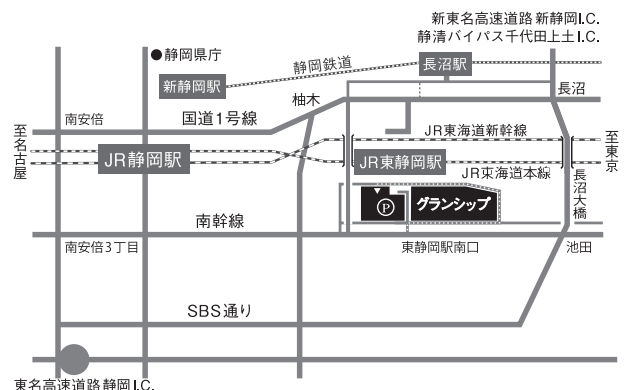 新東名高速道路 新静岡I.C.
静清バイパス千代田上土I.C.
●静岡県庁
静岡鉄道
長沼駅
新静岡駅
柚木
長沼
南安倍
国道1号線
JR東海道新幹線
至名古屋
至東京
JR静岡駅
JR東静岡駅
JR東海道本線
長沼大橋
P
グランシップ
南幹線
南安倍3丁目
東静岡駅南口
池田
SBS通り
東名高速道路 静岡I.C.